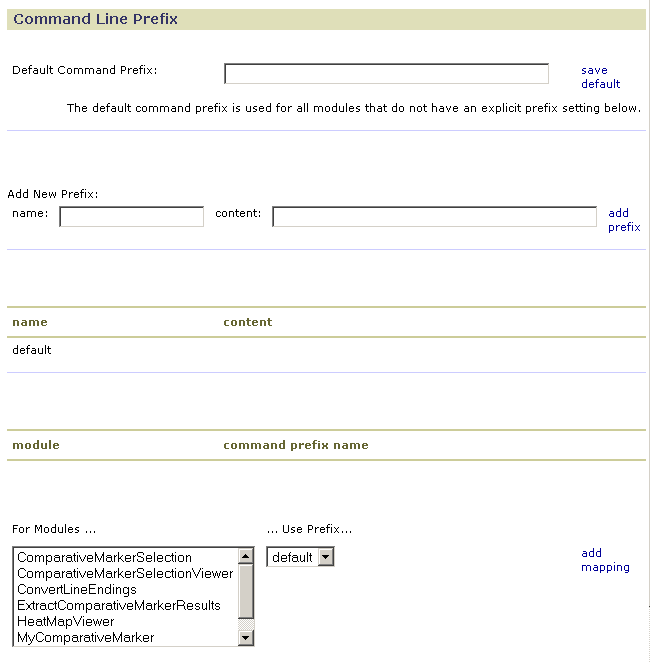 Command Line Prefix
Default Command Prefix:
save
default
The default command prefix is used for all modules that do not have an explicit prefix setting below.
Add New Prefix:
name:
content:
add
prefix
name
content
default
module
command prefix name
For Modules ...
... Use Prefix...
ComparativeMarkerSelection
ComparativeMarkerSelectionViewer
ConvertLineEndings
ExtractComparativeMarkerResults
HeatMapViewer
MyComparativeMarker
default
add
mapping